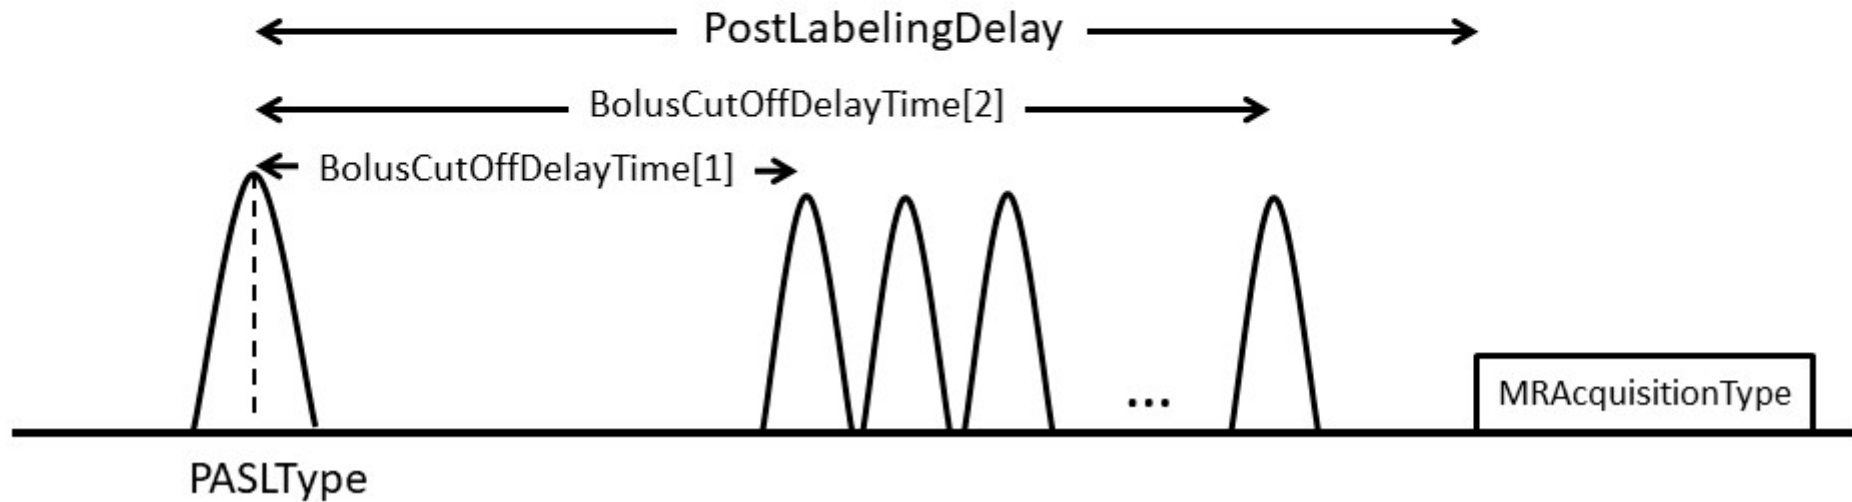 PostLabelingDelay
BolusCutOffDelayTime[2]
BolusCutOffDelayTime[1]
...
MRAcquisitionType
PASLType